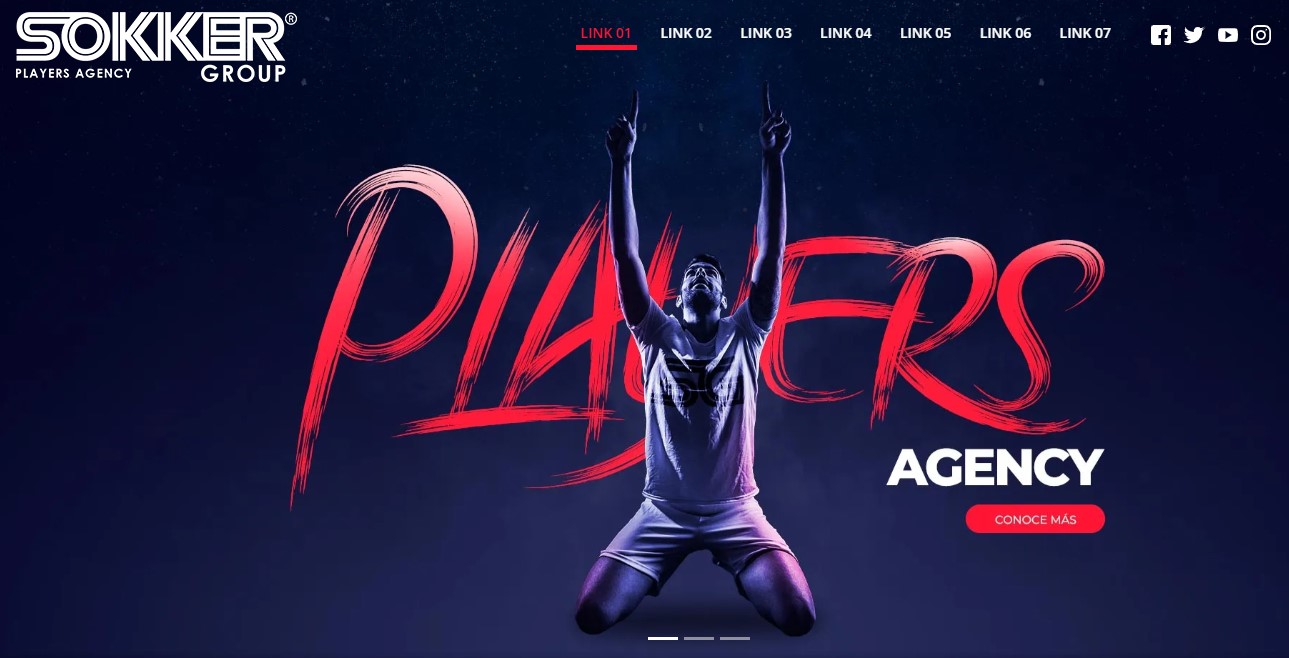 SOKKER®
PLAYERS AGENCY
GROUP
LINK 01
LINK 02
LINK 03
LINK 04
LINK 05
LINK 06
LINK 07
PLAYERS
SG
AGENCY
CONOCE MÁS